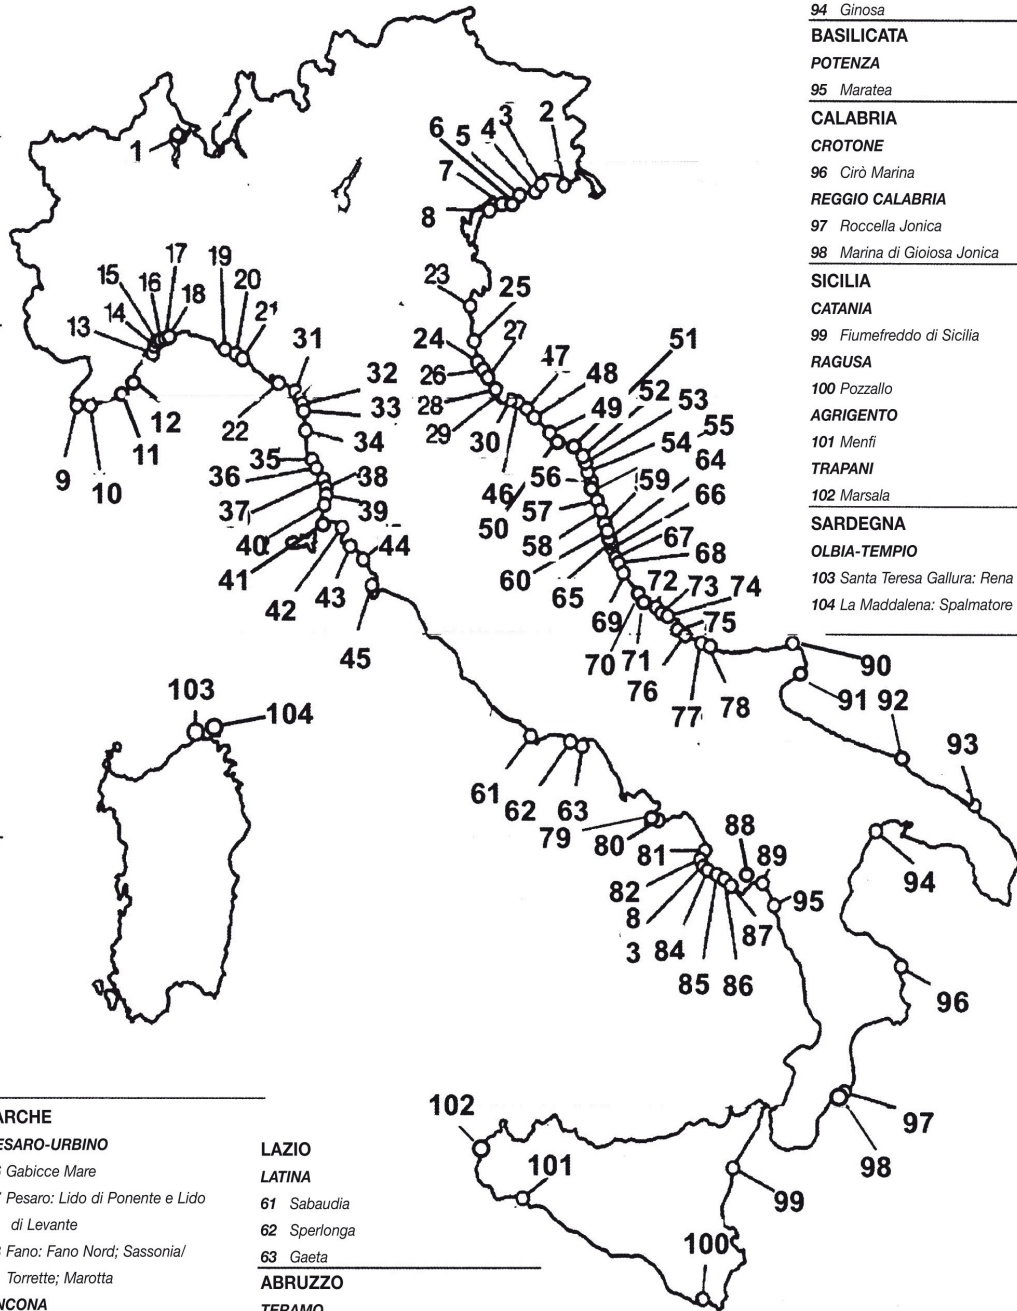 94 Ginosa
BASILICATA
POTENZA
95 Maratea
CALABRIA
CROTONE
96 Cirò Marina
REGGIO CALABRIA
97 Roccella Jonica
98 Marina di Gioiosa Jonica
SICILIA
CATANIA
99 Fiumefreddo di Sicilia
RAGUSA
100 Pozzallo
AGRIGENTO
101 Menfi
TRAPANI
102 Marsala
SARDEGNA
OLBIA-TEMPIO
103 Santa Teresa Gallura: Rena
104 La Maddalena: Spalmatore
1
2
3
4
5
6
7
8
9
10
11
12
13
14
15
16
17
18
19
20
21
22
23
24
25
26
27
28
29
30
31
32
33
34
35
36
37
38
39
40
41
42
43
44
45
46
47
48
49
50
51
52
53
54
55
56
57
58
59
60
64
65
66
67
68
69
70
71
72
73
74
75
76
77
78
61
62
63
79
80
81
82
8
3
84
85
86
87
88
89
90
91
92
93
94
95
96
97
98
99
100
101
102
103
104
ARCHE
ESARO-URBINO
Gabicce Mare
Pesaro: Lido di Ponente e Lido
di Levante
Fano: Fano Nord; Sassonia/
Torrette; Marotta
NCONA
LAZIO
LATINA
61 Sabaudia
62 Sperlonga
63 Gaeta
ABRUZZO
TERAMO